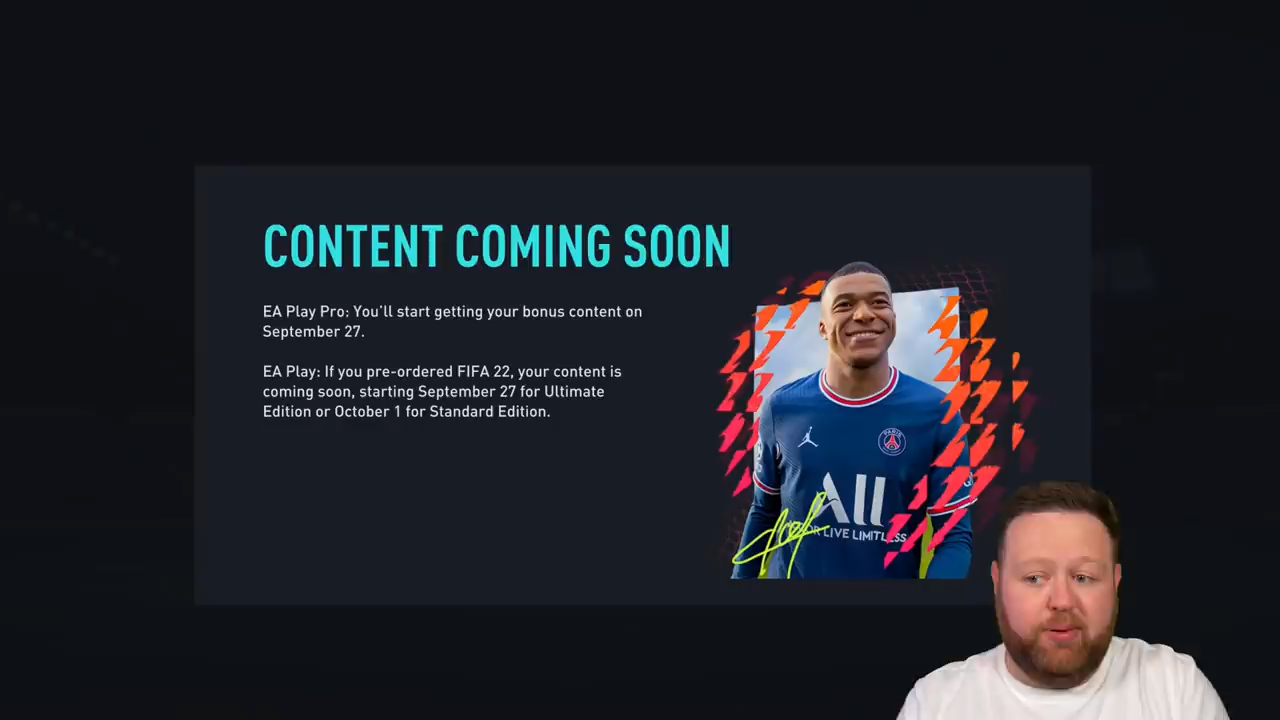 CONTENT COMING SOON
EA Play Pro: You'll start getting your bonus content on
September 27.
EA Play: If you pre-ordered FIFA 22, your content is
coming soon, starting September 27 for Ultimate
Edition or October 1 for Standard Edition.
PARIS
All
OR LIVE LIMITLESS